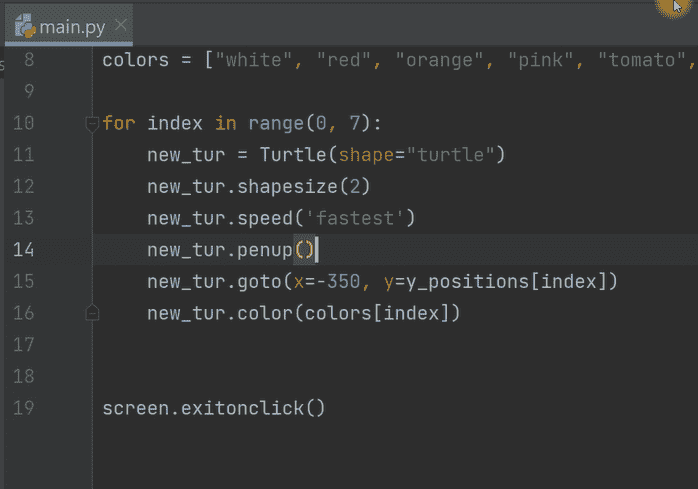 main.py
8 colors = ["white", "red", "orange", "pink", "tomato",
9
10 for index in range(0, 7):
11 new_tur = Turtle(shape="turtle")
12 new_tur.shapesize(2)
13 new_tur.speed('fastest')
14 new_tur.penup()
15 new_tur.goto(x=-350, y=y_positions[index])
16 new_tur.color(colors[index])
17
18
19 screen.exitonclick()